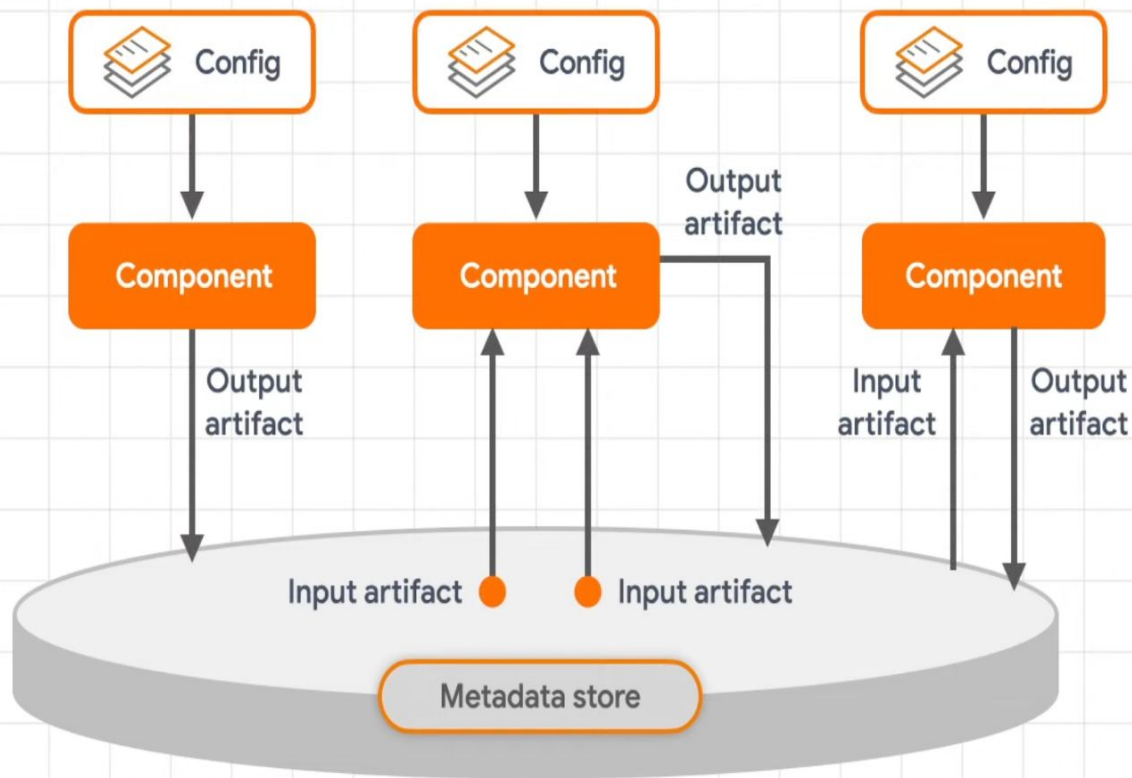 Config
Config
Config
Output
artifact
Component
Component
Component
Output
artifact
Input
artifact
Output
artifact
Input artifact
Input artifact
Metadata store